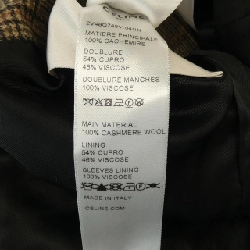 CELINE
MATIERE PRINCIPALE
100% CACHEMIRE
DOUBLURE
54% CUPRO
46% VISCOSE
DOUBLURE MANCHES
100% VISCOSE
MAIN MATERIAL
100% CASHMERE WOOL
LINING
54% CUPRO
46% VISCOSE
SLEEVES LINING
100% VISCOSE
MADE IN ITALY
CELINE.COM